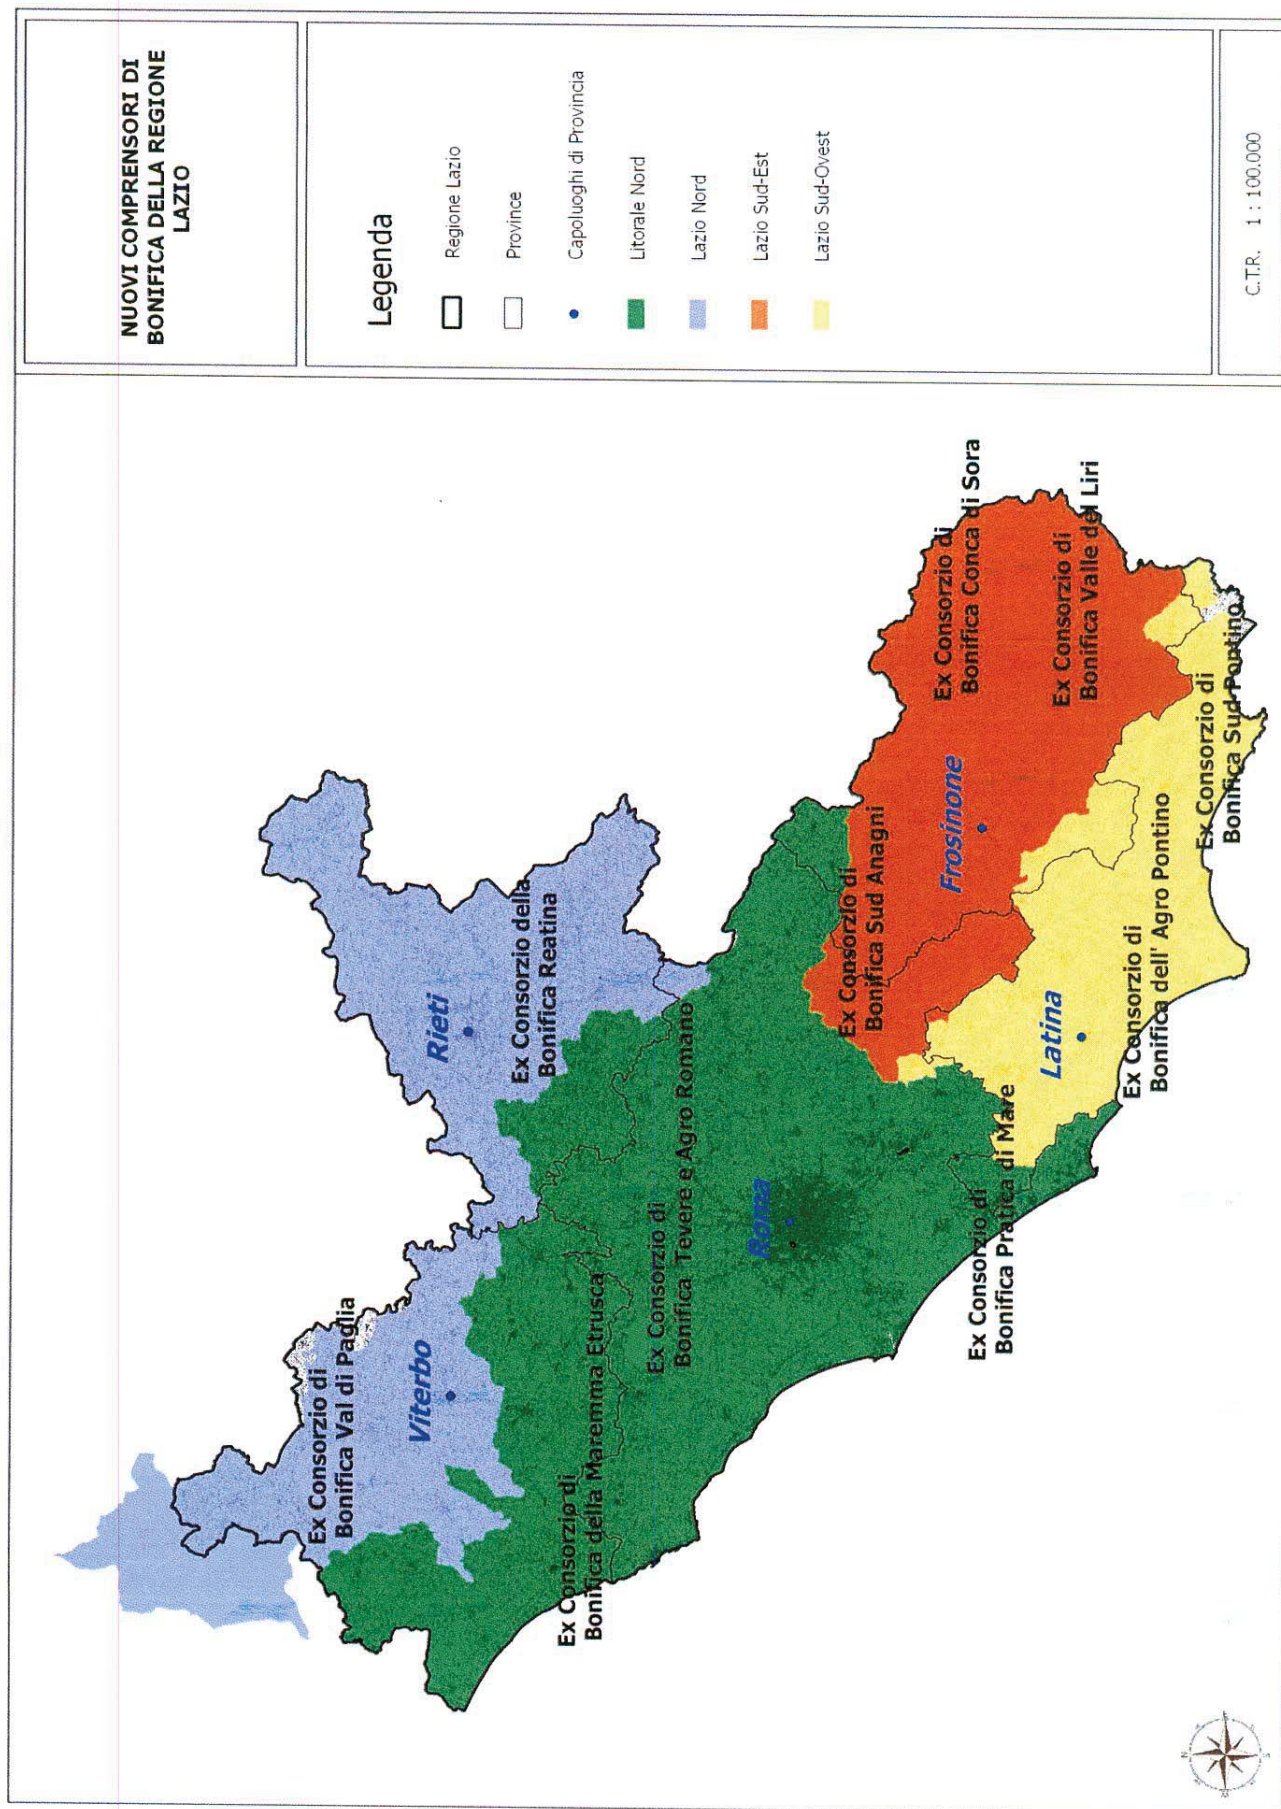 NUOVI COMPRENSORI DI
BONIFICA DELLA REGIONE
LAZIO
Legenda
Regione Lazio
Province
Capoluoghi di Provincia
Litorale Nord
Lazio Nord
Lazio Sud-Est
Lazio Sud-Ovest
C.T.R. 1 : 100.000
Ex Consorzio di
Bonifica Val di Paglia
Viterbo
Rieti
Ex Consorzio della
Bonifica Reatina
Ex Consorzio di
Bonifica della Maremma Etrusca
Ex Consorzio di
Bonifica Tevere e Agro Romano
Roma
Ex Consorzio di
Bonifica Sud Anagni
Frosinone
Ex Consorzio di
Bonifica Conca di Sora
Ex Consorzio di
Bonifica Valle del Liri
Ex Consorzio di
Bonifica Pratica di Mare
Latina
Ex Consorzio di
Bonifica dell' Agro Pontino
Ex Consorzio di
Bonifica Sud Pontino
N